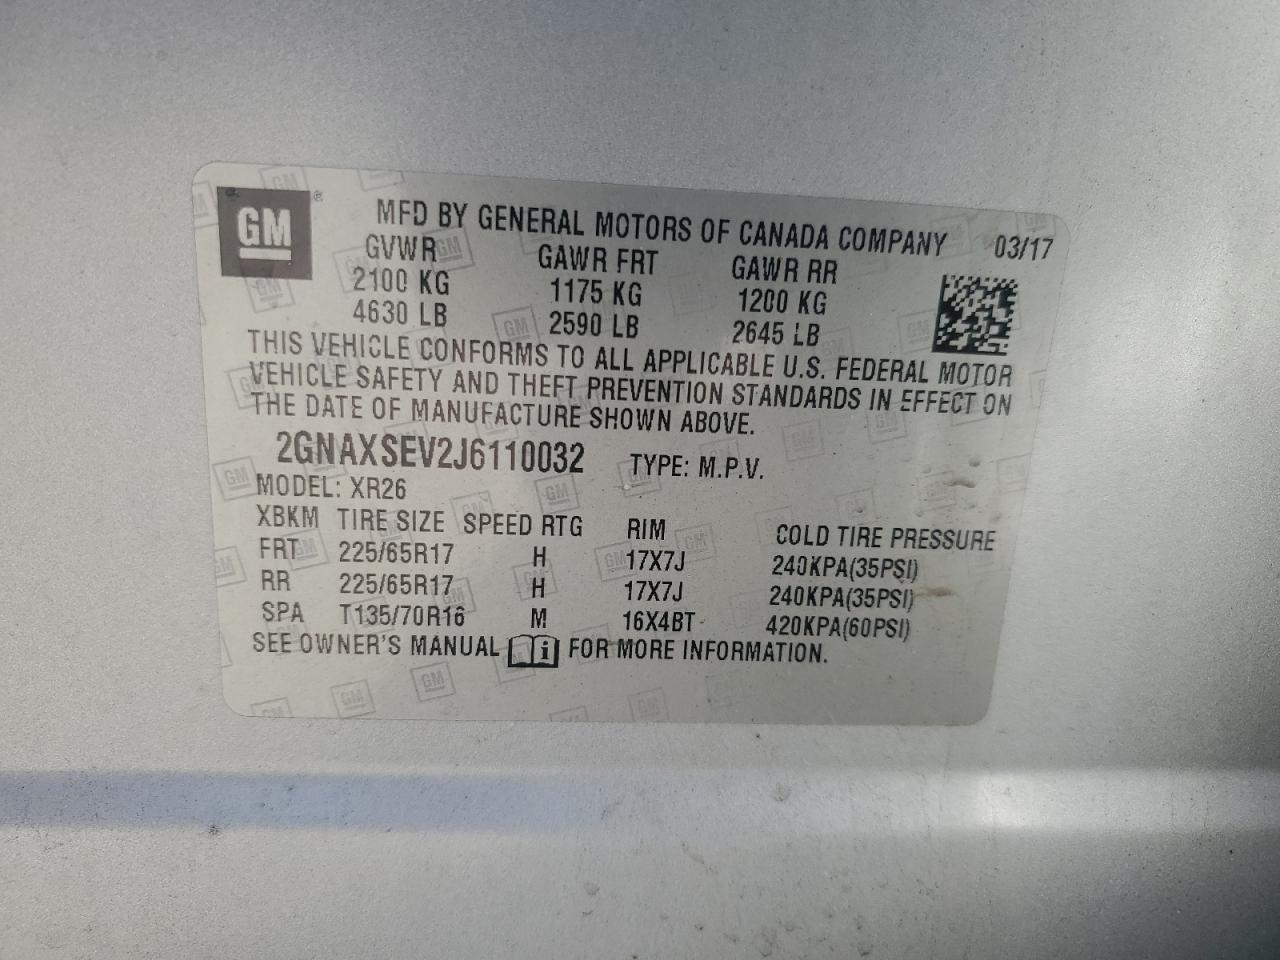 GM ®
MFD BY GENERAL MOTORS OF CANADA COMPANY 03/17
GVWR GAWR FRT GAWR RR
2100 KG 1175 KG 1200 KG
4630 LB 2590 LB 2645 LB
THIS VEHICLE CONFORMS TO ALL APPLICABLE U.S. FEDERAL MOTOR
VEHICLE SAFETY AND THEFT PREVENTION STANDARDS IN EFFECT ON
THE DATE OF MANUFACTURE SHOWN ABOVE.
2GNAXSEV2J6110032 TYPE: M.P.V.
MODEL: XR26
XBKM TIRE SIZE SPEED RTG RIM COLD TIRE PRESSURE
FRT 225/65R17 H 17X7J 240KPA(35PSI)
RR 225/65R17 H 17X7J 240KPA(35PSI)
SPA T135/70R16 M 16X4BT 420KPA(60PSI)
SEE OWNER'S MANUAL i FOR MORE INFORMATION.